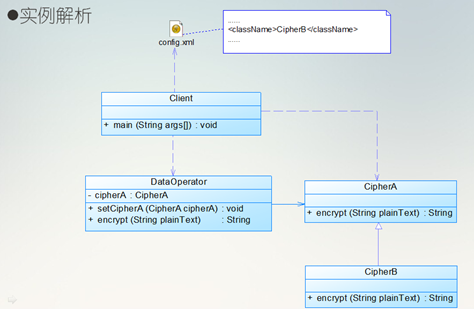 ●实例解析
......
<className>CipherB</className>
......
config.xml
Client
+ main (String args[]) : void
DataOperator
- cipherA : CipherA
+ setCipherA (CipherA cipherA) : void
+ encrypt (String plainText) : String
CipherA
+ encrypt (String plainText) : String
CipherB
+ encrypt (String plainText) : String